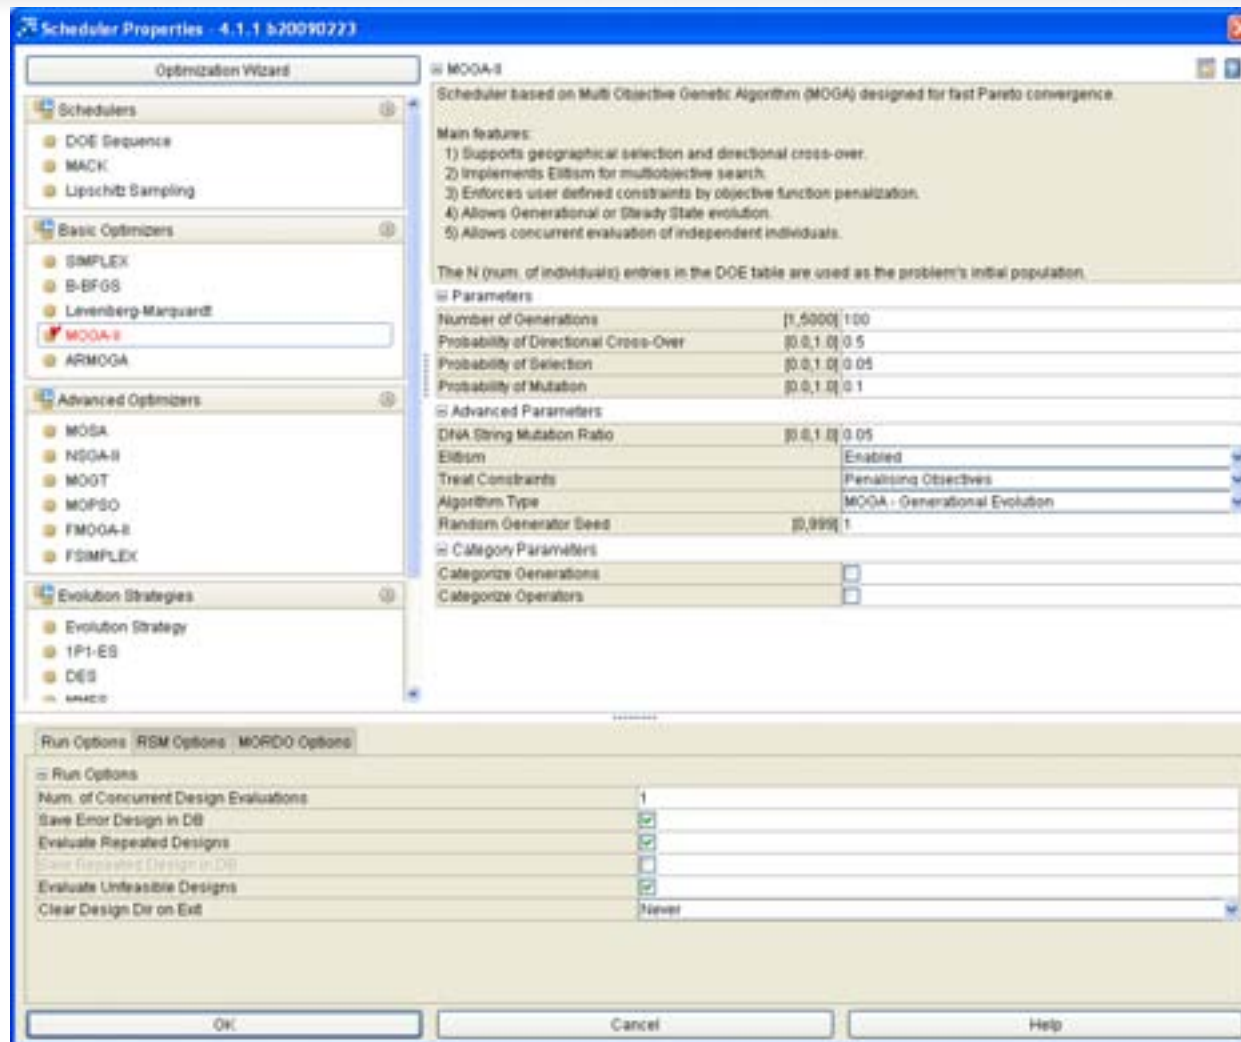 Scheduler Properties - 4.1.1 b20090223
Optimization Wizard
Schedulers
DOE Sequence
MACK
Lipschitz Sampling
Basic Optimizers
SIMPLEX
B-BFGS
Levenberg-Marquardt
MOGA-II
ARMOGA
Advanced Optimizers
MOSA
NSGA-II
MOGT
MOPSO
FMOGA-II
FSIMPLEX
Evolution Strategies
Evolution Strategy
1P1-ES
DES
MOGA-II
Scheduler based on Multi Objective Genetic Algorithm (MOGA) designed for fast Pareto convergence.
Main features:
1) Supports geographical selection and directional cross-over.
2) Implements Elitism for multiobjective search.
3) Enforces user defined constraints by objective function penalization.
4) Allows Generational or Steady State evolution.
5) Allows concurrent evaluation of independent individuals.
The N (num. of individuals) entries in the DOE table are used as the problem's initial population.
Parameters
Number of Generations [1,5000] 100
Probability of Directional Cross-Over [0.0,1.0] 0.5
Probability of Selection [0.0,1.0] 0.05
Probability of Mutation [0.0,1.0] 0.1
Advanced Parameters
DNA String Mutation Ratio [0.0,1.0] 0.05
Elitism Enabled
Treat Constraints Penalising Objectives
Algorithm Type MOGA - Generational Evolution
Random Generator Seed [0,999] 1
Category Parameters
Categorize Generations
Categorize Operators
Run Options RSM Options MORDO Options
Run Options
Num. of Concurrent Design Evaluations 1
Save Error Design in DB
Evaluate Repeated Designs
Save Repeated Design in DB
Evaluate Unfeasible Designs
Clear Design Dir on Exit Never
OK Cancel Help